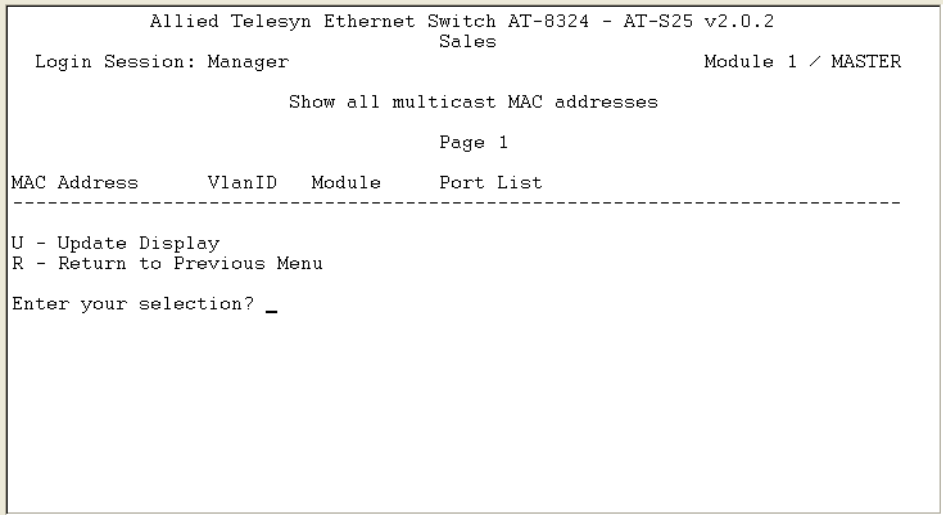 Allied Telesyn Ethernet Switch AT-8324 - AT-S25 v2.0.2
Sales
Login Session: Manager Module 1 / MASTER
Show all multicast MAC addresses
Page 1
MAC Address VlanID Module Port List
-----------------------------------------------------------------------------
U - Update Display
R - Return to Previous Menu
Enter your selection? _